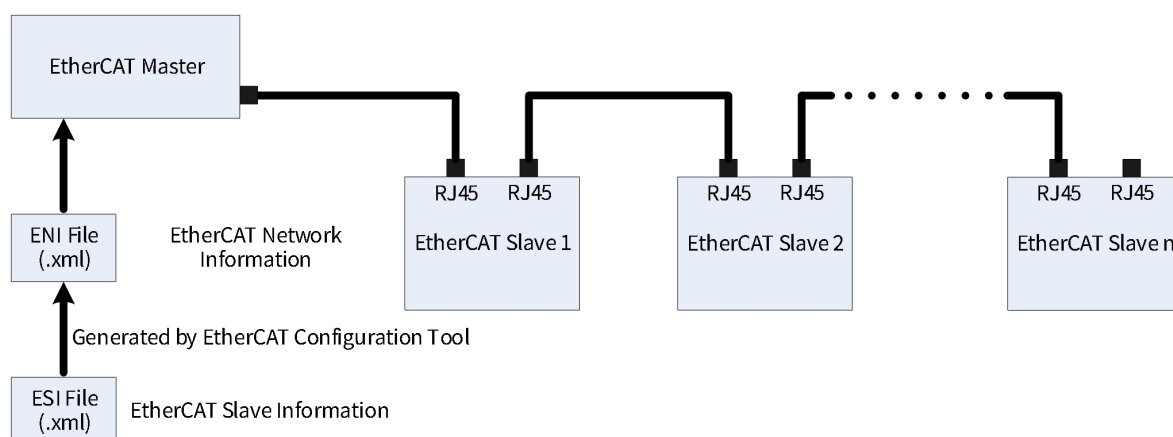 EtherCAT Master
RJ45 RJ45 RJ45 RJ45 RJ45 RJ45
EtherCAT Slave 1
EtherCAT Slave 2
EtherCAT Slave n
ENI File
(.xml)
EtherCAT Network
Information
Generated by EtherCAT Configuration Tool
ESI File
(.xml)
EtherCAT Slave Information